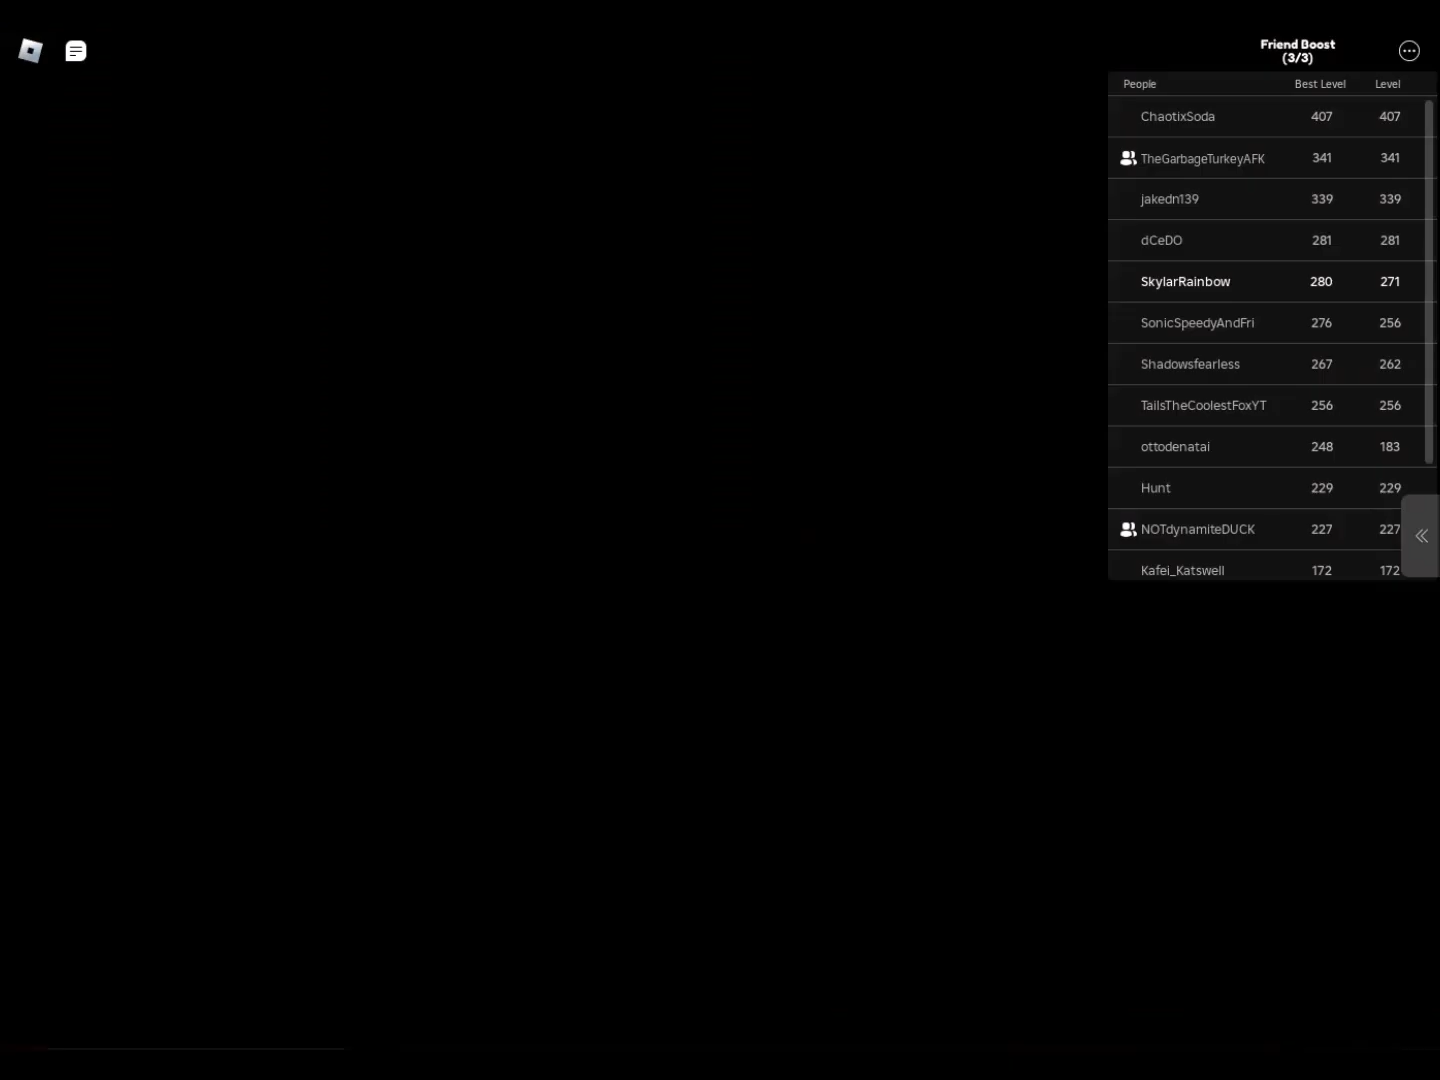 Friend Boost
(3/3)
People Best Level Level
ChaotixSoda 407 407
TheGarbageTurkeyAFK 341 341
jakedn139 339 339
dCeDO 281 281
SkylarRainbow 280 271
SonicSpeedyAndFri 276 256
Shadowsfearless 267 262
TailsTheCoolestFoxYT 256 256
ottodenatai 248 183
Hunt 229 229
NOTdynamiteDUCK 227 227
Kafei_Katswell 172 172